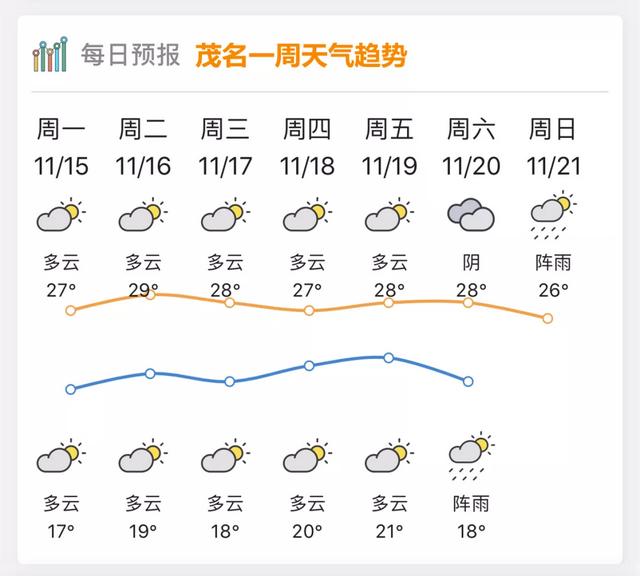 每日预报 茂名一周天气趋势
周一 周二 周三 周四 周五 周六 周日
11/15 11/16 11/17 11/18 11/19 11/20 11/21
多云 多云 多云 多云 多云 阴 阵雨
27° 29° 28° 27° 28° 28° 26°
多云 多云 多云 多云 多云 阵雨
17° 19° 18° 20° 21° 18°